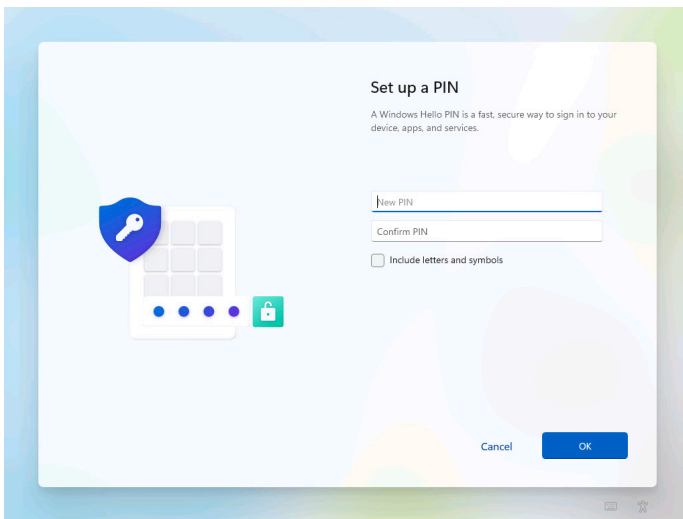 Set up a PIN
A Windows Hello PIN is a fast, secure way to sign in to your
device, apps, and services.
New PIN
Confirm PIN
Include letters and symbols
Cancel
OK